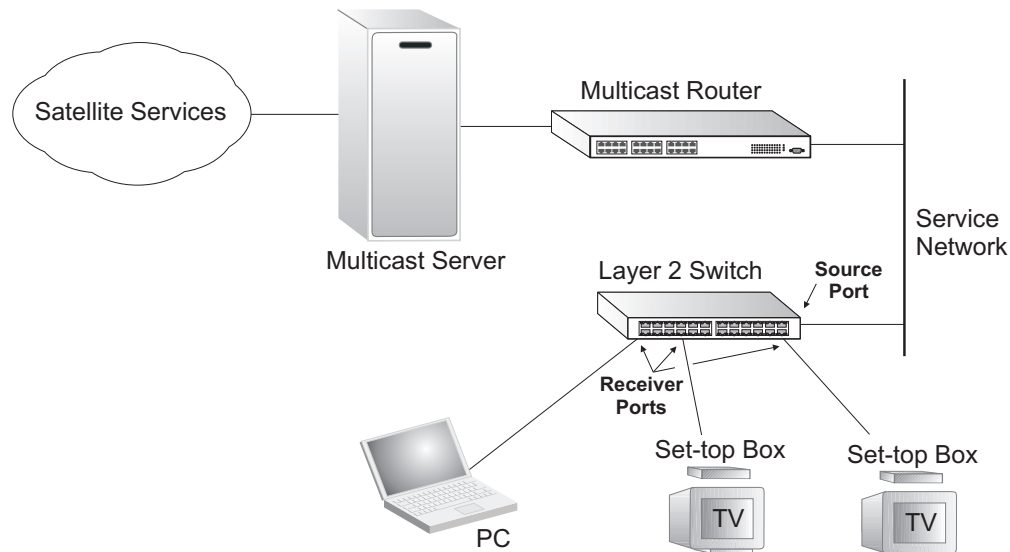 Satellite Services
Multicast Router
Multicast Server
Service
Network
Layer 2 Switch
Source
Port
Receiver
Ports
Set-top Box
Set-top Box
TV
TV
PC